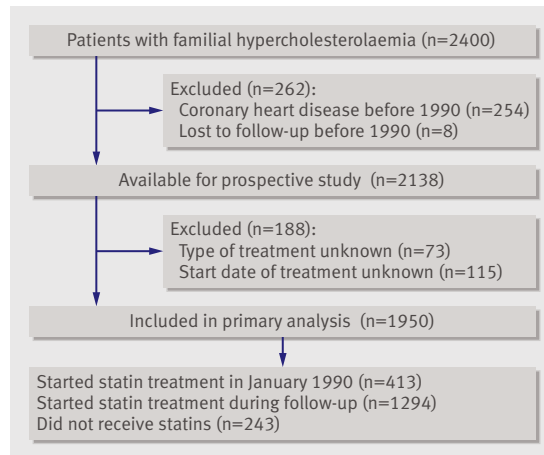 Patients with familial hypercholesterolaemia (n=2400)
Excluded (n=262):
Coronary heart disease before 1990 (n=254)
Lost to follow-up before 1990 (n=8)
Available for prospective study (n=2138)
Excluded (n=188):
Type of treatment unknown (n=73)
Start date of treatment unknown (n=115)
Included in primary analysis (n=1950)
Started statin treatment in January 1990 (n=413)
Started statin treatment during follow-up (n=1294)
Did not receive statins (n=243)